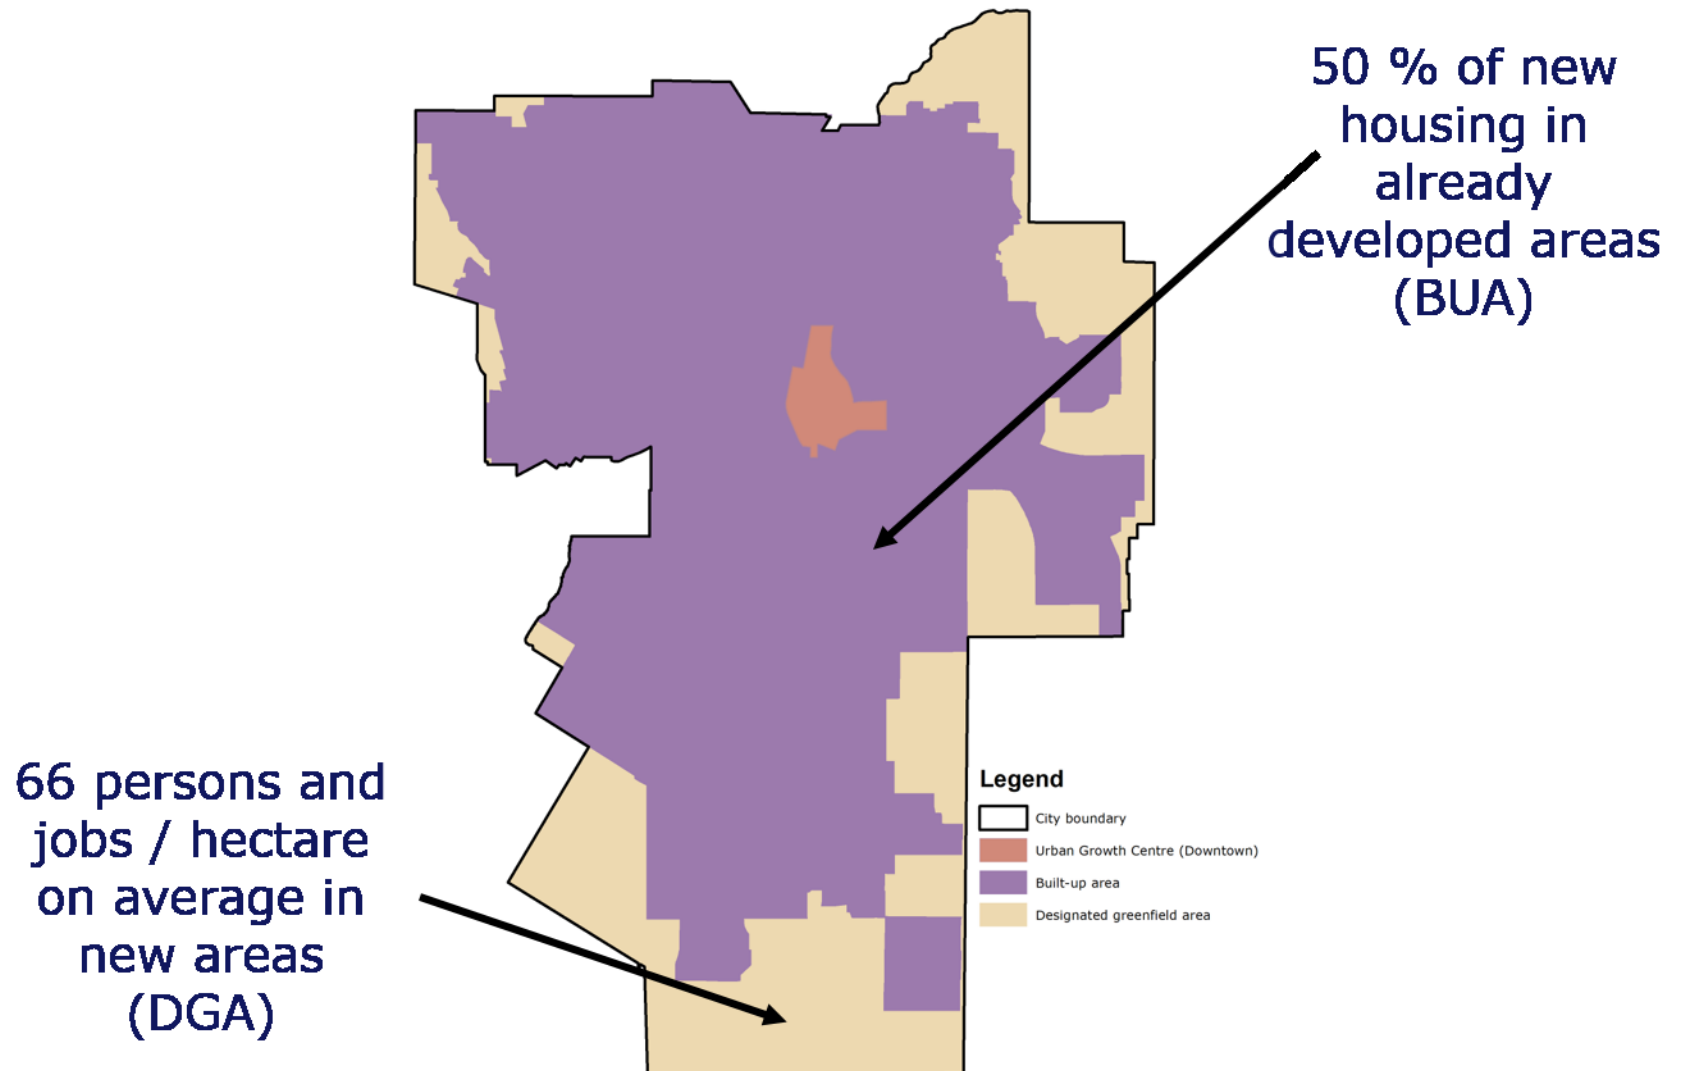 50 % of new
housing in
already
developed areas
(BUA)
66 persons and
jobs / hectare
on average in
new areas
(DGA)
Legend
City boundary
Urban Growth Centre (Downtown)
Built-up area
Designated greenfield area